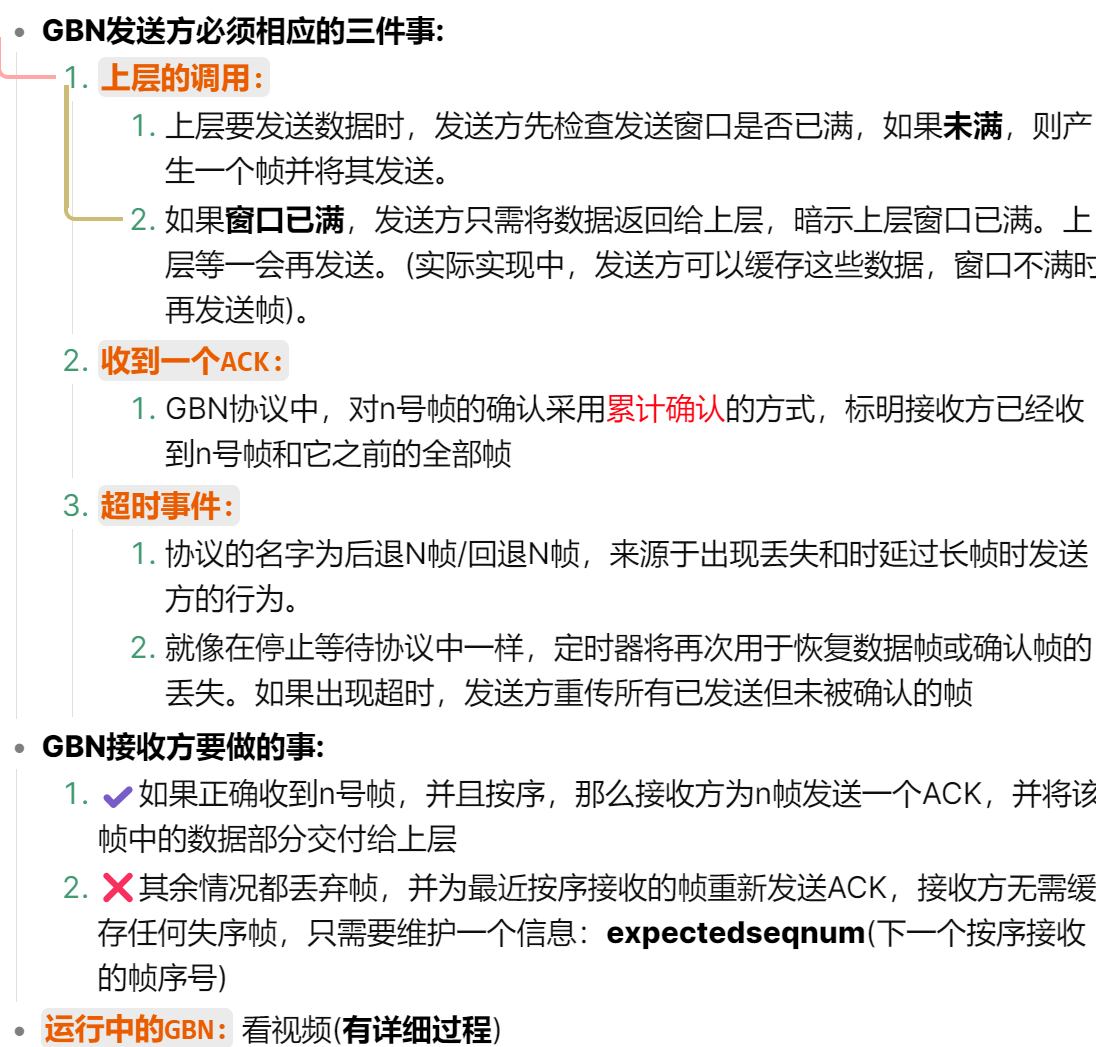 GBN发送方必须相应的三件事:
1. 上层的调用：
1. 上层要发送数据时，发送方先检查发送窗口是否已满，如果未满，则产
生一个帧并将其发送。
2. 如果窗口已满，发送方只需将数据返回给上层，暗示上层窗口已满。上
层等一会再发送。(实际实现中，发送方可以缓存这些数据，窗口不满时
再发送帧)。
2. 收到一个ACK：
1. GBN协议中，对n号帧的确认采用累计确认的方式，标明接收方已经收
到n号帧和它之前的全部帧
3. 超时事件：
1. 协议的名字为后退N帧/回退N帧，来源于出现丢失和时延过长帧时发送
方的行为。
2. 就像在停止等待协议中一样，定时器将再次用于恢复数据帧或确认帧的
丢失。如果出现超时，发送方重传所有已发送但未被确认的帧
GBN接收方要做的事:
1. ✔如果正确收到n号帧，并且按序，那么接收方为n帧发送一个ACK，并将该
帧中的数据部分交付给上层
2. ❌其余情况都丢弃帧，并为最近按序接收的帧重新发送ACK，接收方无需缓
存任何失序帧，只需要维护一个信息：expectedseqnum(下一个按序接收
的帧序号)
运行中的GBN：看视频(有详细过程)